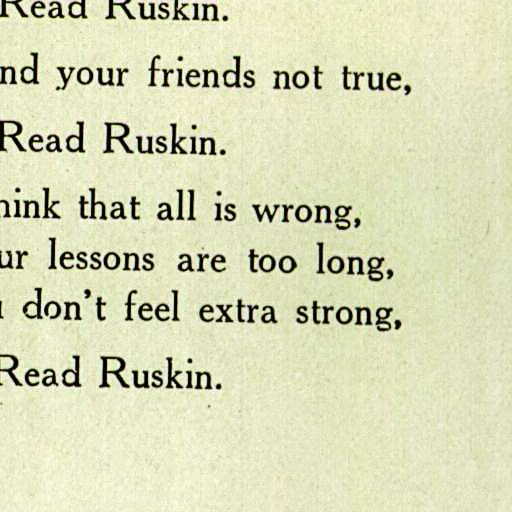 Read Ruskin.
nd your friends not true,
Read Ruskin.
hink that all is wrong,
ur lessons are too long,
don't feel extra strong,
Read Ruskin.